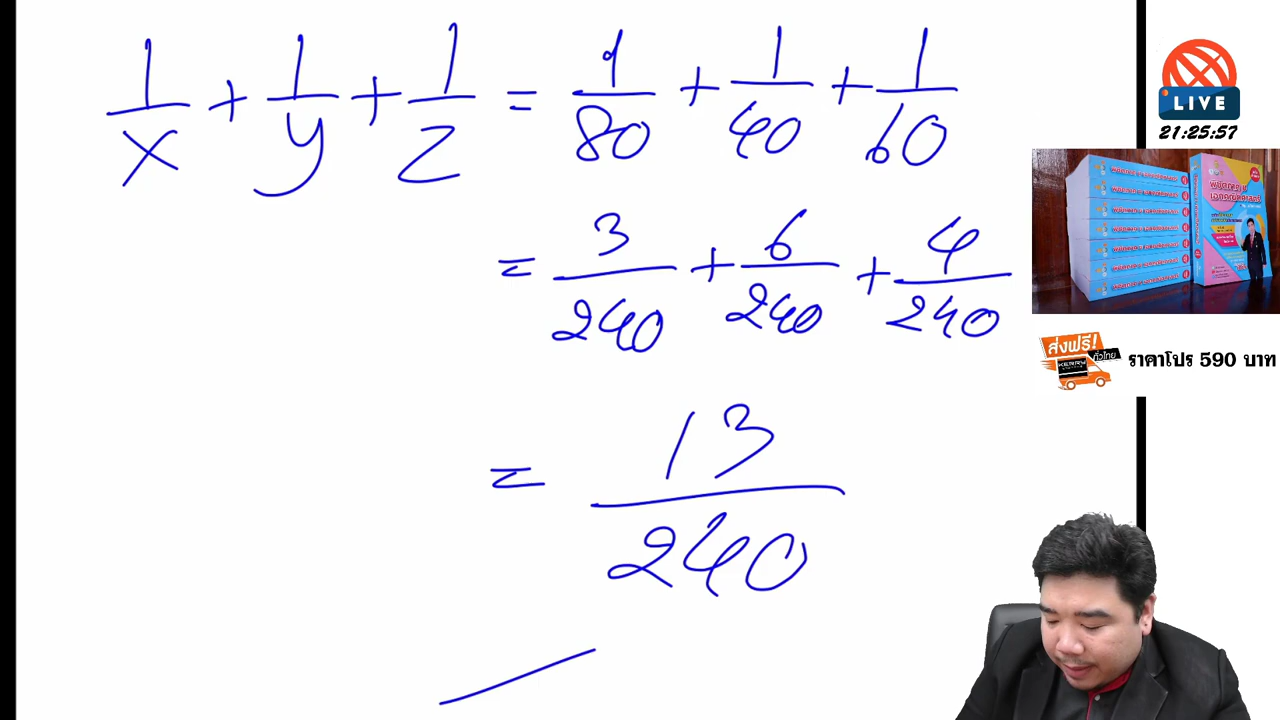 1/x + 1/y + 1/z = 1/80 + 1/40 + 1/60
= 3/240 + 6/240 + 4/240
= 13/240
LIVE
21:25:57
ส่งฟรี!
ทั่วไทย
KERRY
ราคาโปร 590 บาท